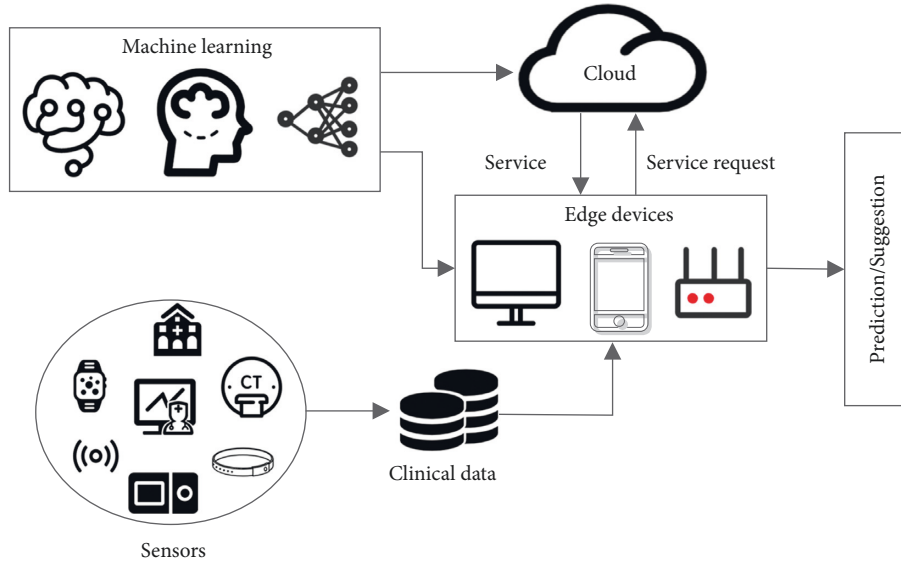 Machine learning
Cloud
Service
Service request
Edge devices
Prediction/Suggestion
CT
Clinical data
Sensors